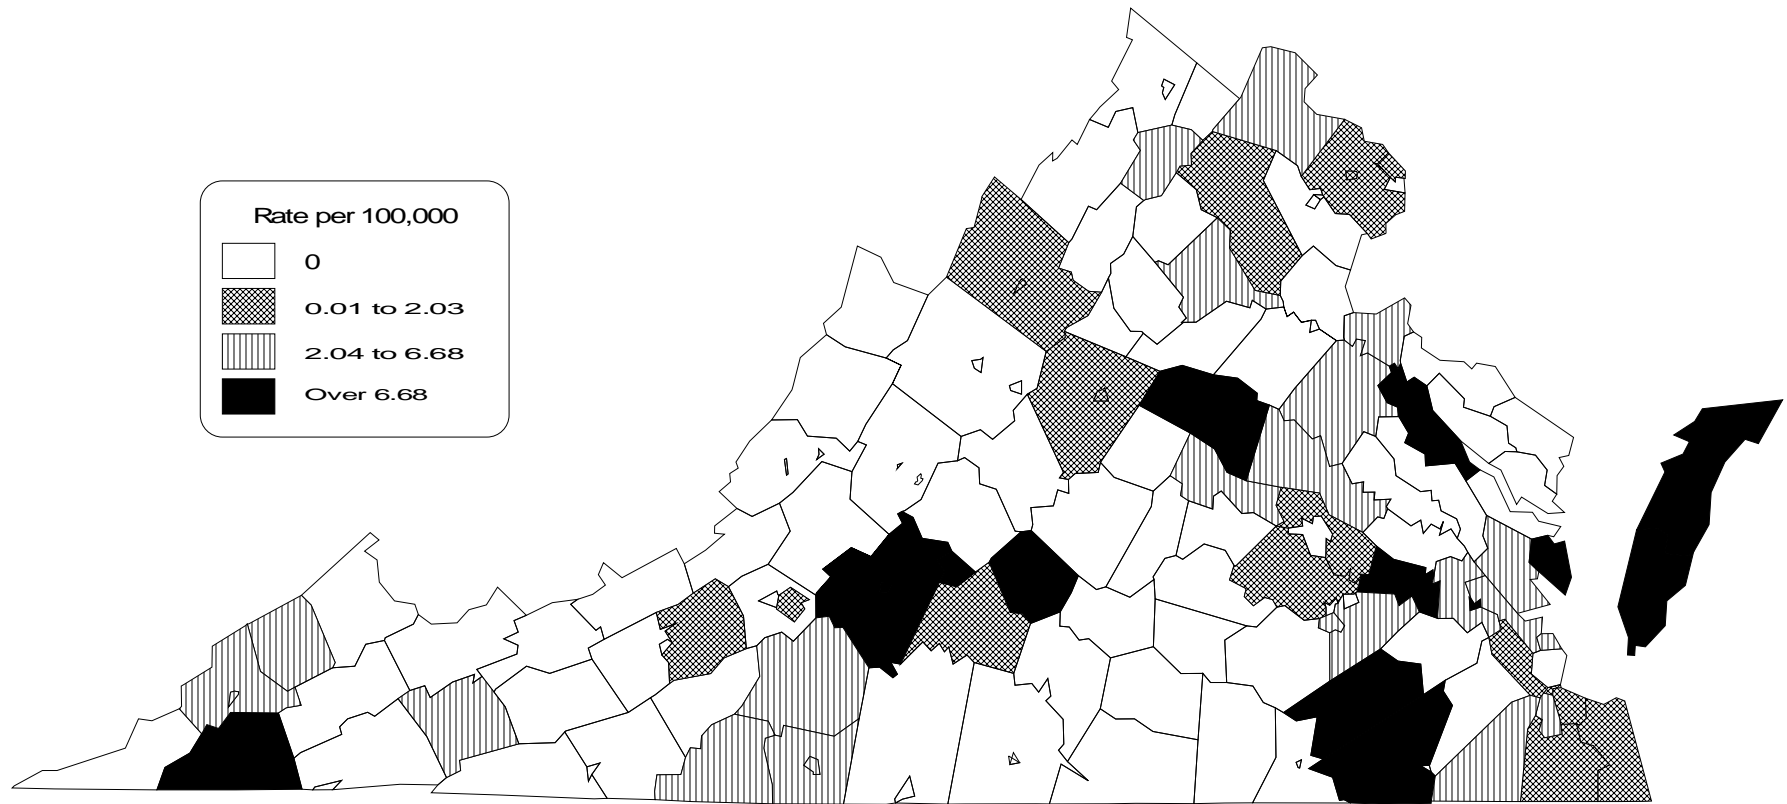 Rate per 100,000
0
0.01 to 2.03
2.04 to 6.68
Over 6.68